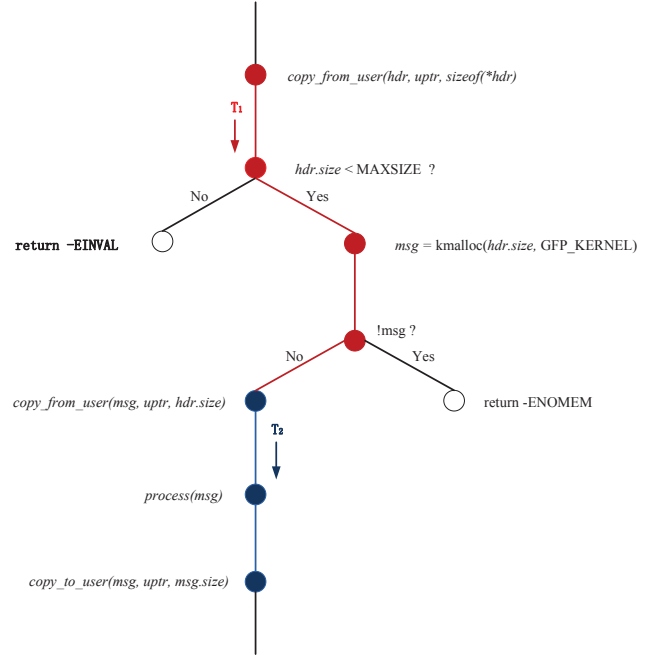 copy_from_user(hdr, uptr, sizeof(*hdr)
T1
hdr.size < MAXSIZE ?
No
Yes
return -EINVAL
msg = kmalloc(hdr.size, GFP_KERNEL)
!msg ?
No
Yes
copy_from_user(msg, uptr, hdr.size)
return -ENOMEM
T2
process(msg)
copy_to_user(msg, uptr, msg.size)